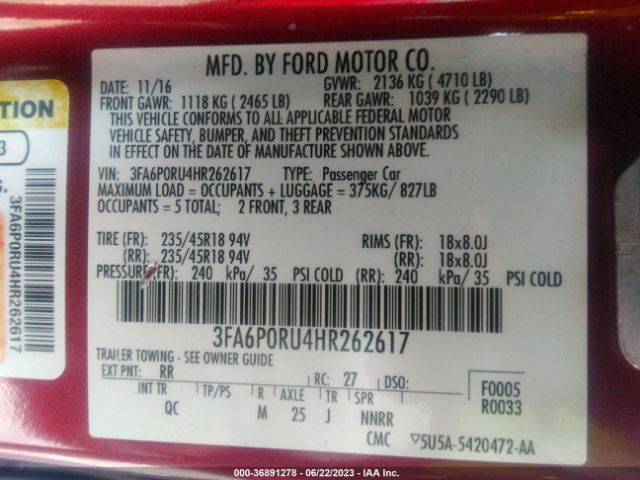 MFD. BY FORD MOTOR CO.
DATE: 11/16 GVWR: 2136 KG ( 4710 LB)
FRONT GAWR: 1118 KG ( 2465 LB) REAR GAWR: 1039 KG ( 2290 LB)
THIS VEHICLE CONFORMS TO ALL APPLICABLE FEDERAL MOTOR
VEHICLE SAFETY, BUMPER, AND THEFT PREVENTION STANDARDS
IN EFFECT ON THE DATE OF MANUFACTURE SHOWN ABOVE.
VIN: 3FA6P0RU4HR262617 TYPE: Passenger Car
MAXIMUM LOAD = OCCUPANTS + LUGGAGE = 375KG/ 827LB
OCCUPANTS = 5 TOTAL; 2 FRONT, 3 REAR
TIRE (FR): 235/45R18 94V RIMS (FR): 18x8.0J
(RR): 235/45R18 94V (RR): 18x8.0J
PRESSURE (FR): 240 kPa/ 35 PSI COLD (RR): 240 kPa/ 35 PSI COLD
3FA6P0RU4HR262617
TRAILER TOWING - SEE OWNER GUIDE
EXT PNT: RR RC: 27 DSO: F0005
INT TR TP/PS R AXLE TR SPR R0033
QC M 25 J NNRR
CMC ▽5U5A-5420472-AA
TION
3
S.
3FA6P0RU4HR262617
000-36891278 - 06/22/2023 - IAA Inc.